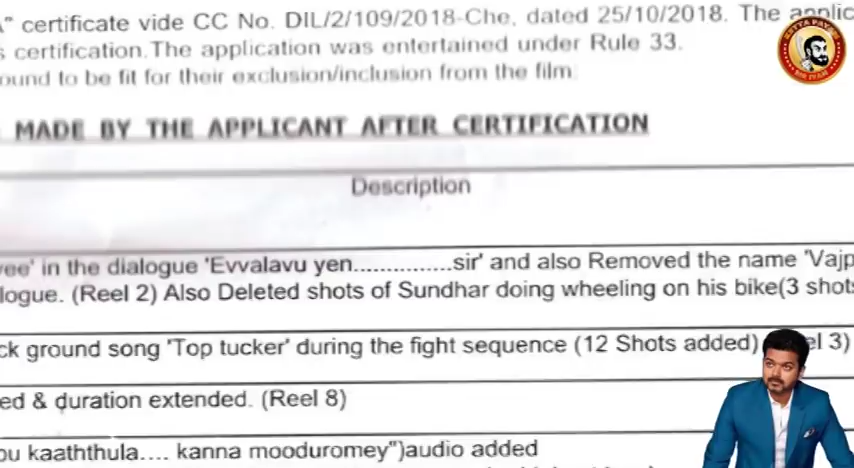 " certificate vide CC No. DIL/2/109/2018-Che, dated 25/10/2018. The applic
s certification. The application was entertained under Rule 33.
ound to be fit for their exclusion/inclusion from the film
MADE BY THE APPLICANT AFTER CERTIFICATION
Description
vee' in the dialogue 'Evvalavu yen...............sir' and also Removed the name 'Vajp
logue. (Reel 2) Also Deleted shots of Sundhar doing wheeling on his bike(3 shots
ck ground song 'Top tucker' during the fight sequence (12 Shots added) el 3)
ed & duration extended. (Reel 8)
ou kaaththula.... kanna mooduromey")audio added